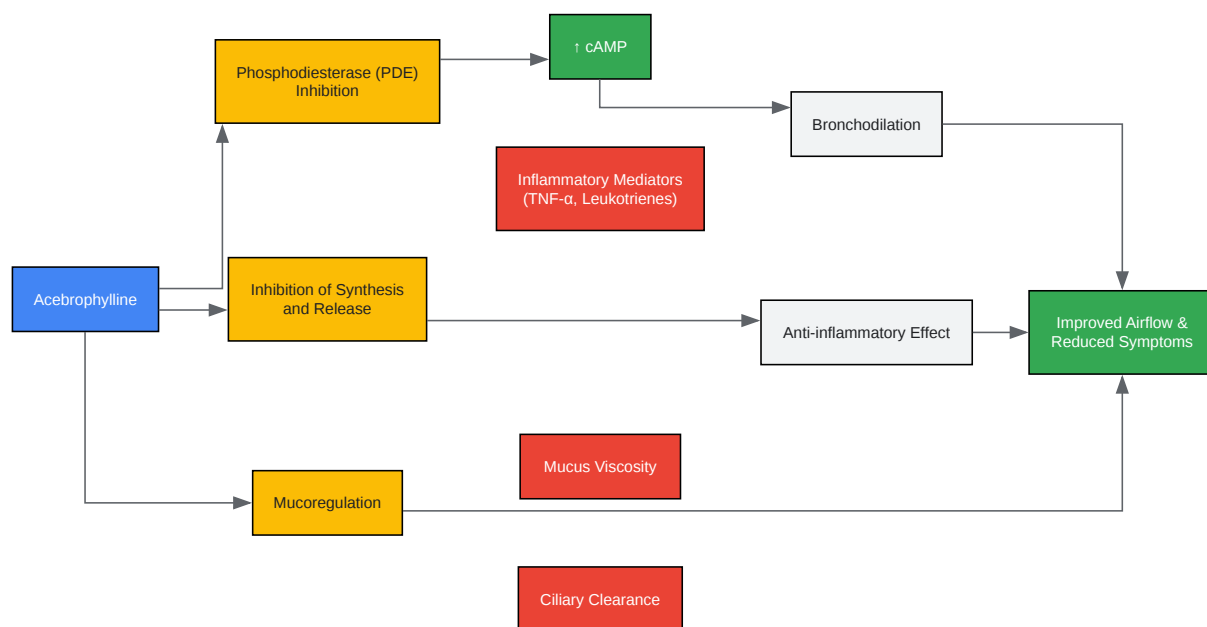 ↑ cAMP
Phosphodiesterase (PDE)
Inhibition
Bronchodilation
Inflammatory Mediators
(TNF-α, Leukotrienes)
Acebrophylline
Inhibition of Synthesis
and Release
Anti-inflammatory Effect
Improved Airflow &
Reduced Symptoms
Mucus Viscosity
Mucoregulation
Ciliary Clearance